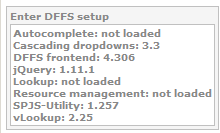 Enter DFFS setup
Autocomplete: not loaded
Cascading dropdowns: 3.3
DFFS frontend: 4.306
jQuery: 1.11.1
Lookup: not loaded
Resource management: not loaded
SPJS-Utility: 1.257
vLookup: 2.25